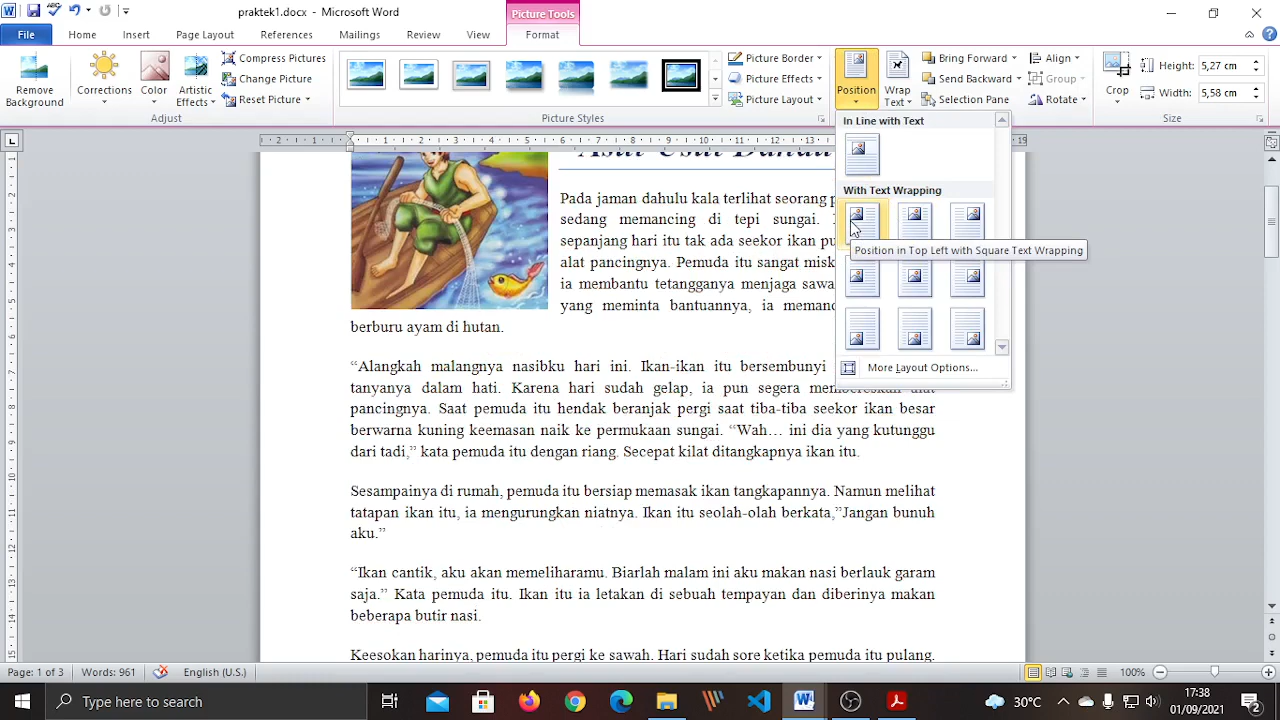 praktek1.docx - Microsoft Word
Picture Tools
File Home Insert Page Layout References Mailings Review View Format
Remove Background
Corrections
Color
Artistic Effects
Compress Pictures
Change Picture
Reset Picture
Adjust
Picture Styles
Picture Border
Picture Effects
Picture Layout
Position
Wrap Text
Bring Forward
Send Backward
Selection Pane
Align
Group
Rotate
Crop
Height: 5,27 cm
Width: 5,58 cm
Size
In Line with Text
With Text Wrapping
Position in Top Left with Square Text Wrapping
More Layout Options...
Pada jaman dahulu kala terlihat seorang
sedang memancing di tepi sungai.
sepanjang hari itu tak ada seekor ikan
alat pancingnya. Pemuda itu sangat
ia membantu tetangganya menjaga
yang meminta bantuannya, ia
berburu ayam di hutan.
“Alangkah malangnya nasibku hari ini. Ikan-ikan itu bersembunyi
tanyanya dalam hati. Karena hari sudah gelap, ia pun segera membereskan alat
pancingnya. Saat pemuda itu hendak beranjak pergi saat tiba-tiba seekor ikan besar
berwarna kuning keemasan naik ke permukaan sungai. “Wah… ini dia yang kutunggu
dari tadi,” kata pemuda itu dengan riang. Secepat kilat ditangkapnya ikan itu.
Sesampainya di rumah, pemuda itu bersiap memasak ikan tangkapannya. Namun melihat
tatapan ikan itu, ia mengurungkan niatnya. Ikan itu seolah-olah berkata,”Jangan bunuh
aku.”
“Ikan cantik, aku akan memeliharamu. Biarlah malam ini aku makan nasi berlauk garam
saja.” Kata pemuda itu. Ikan itu ia letakan di sebuah tempayan dan diberinya makan
beberapa butir nasi.
Keesokan harinya, pemuda itu pergi ke sawah. Hari sudah sore ketika pemuda itu pulang.
Page: 1 of 3 Words: 961 English (U.S.) 100%
Type here to search
30°C
17:38
01/09/2021
2